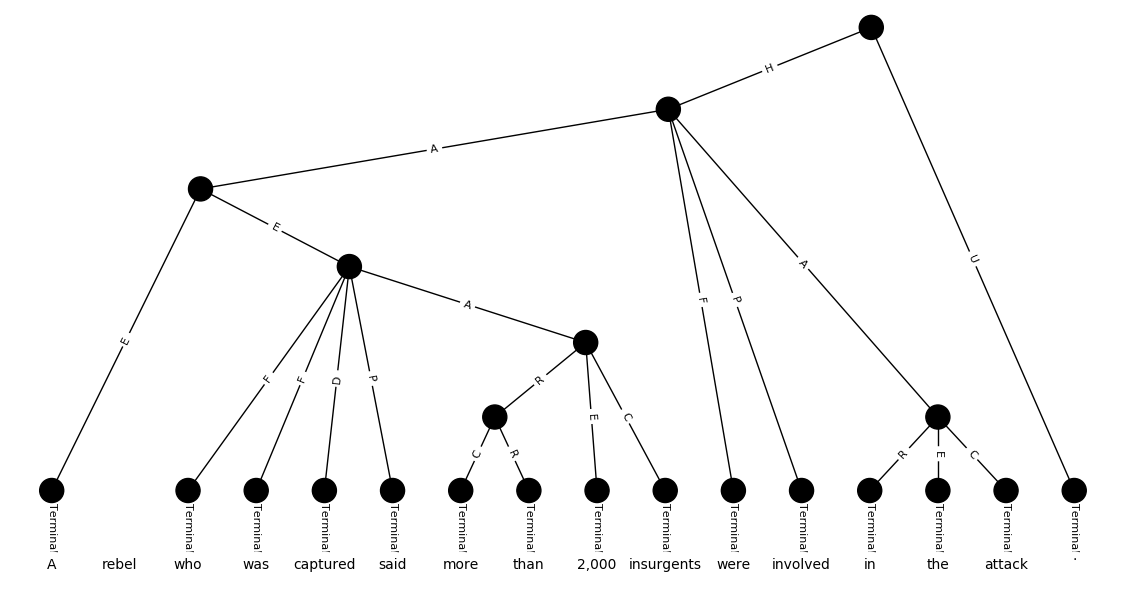 H
A
E
A
E
A
U
F
P
E
F
F
D
P
R
E
C
C
R
R
E
C
Terminal Terminal Terminal Terminal Terminal Terminal Terminal Terminal Terminal Terminal Terminal Terminal Terminal Terminal Terminal
A rebel who was captured said more than 2,000 insurgents were involved in the attack .